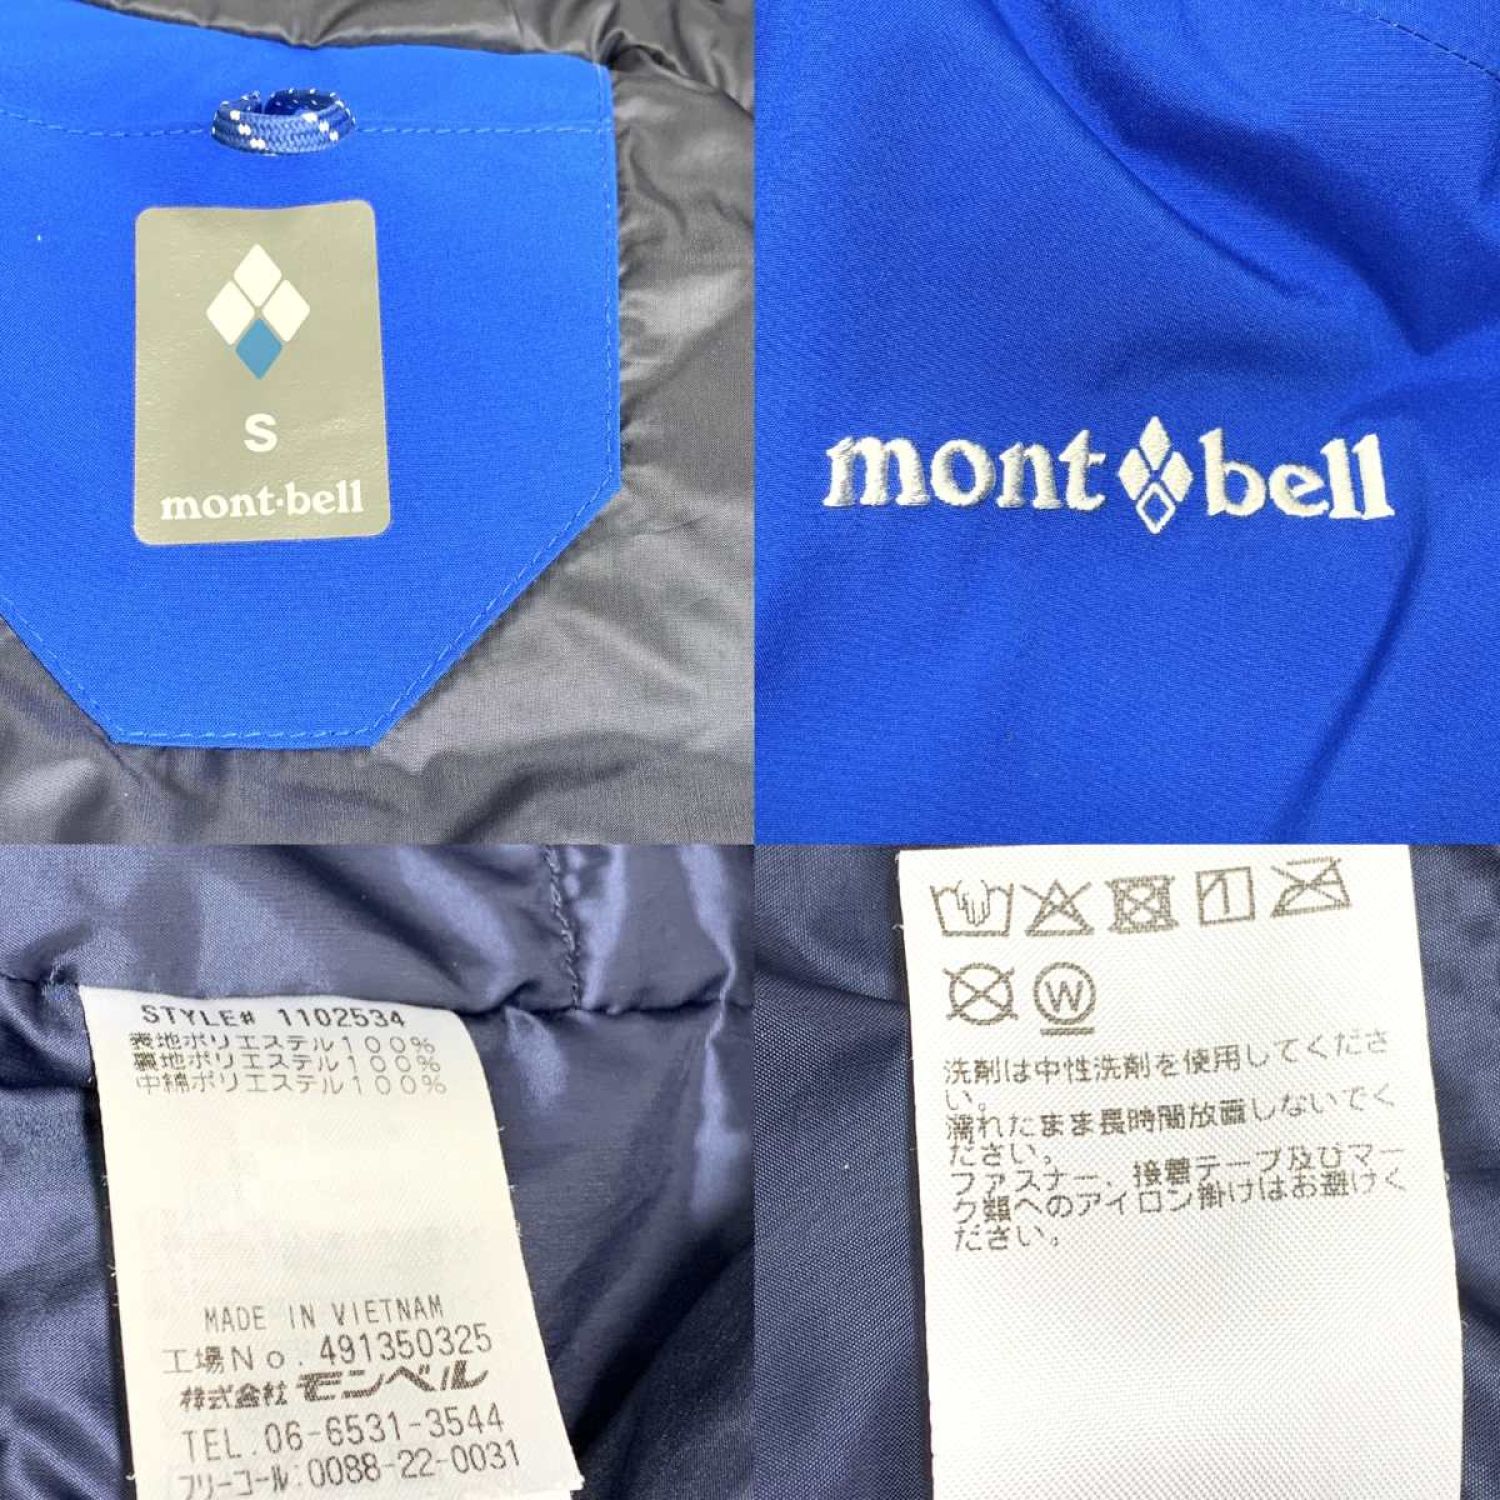 S
mont·bell
mont bell
STYLE# 1102534
表地ポリエステル100%
裏地ポリエステル100%
中綿ポリエステル100%
MADE IN VIETNAM
工場No.491350325
株式会社モンベル
TEL.06-6531-3544
フリーコール:0088-22-0031
1
W
洗剤は中性洗剤を使用してくださ
い。
濡れたまま長時間放置しないでく
ださい。
ファスナー、接着テープ及びマー
ク類へのアイロン掛けはお避けく
ださい。